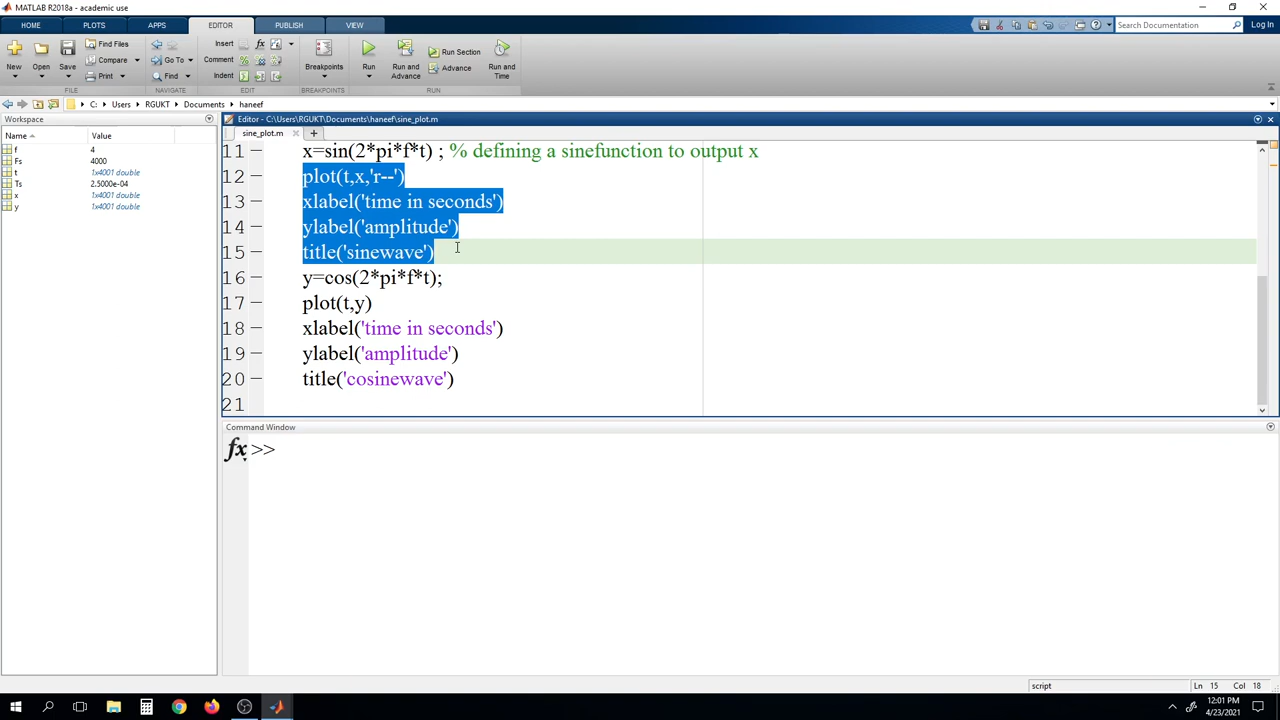 MATLAB R2018a - academic use
HOME PLOTS APPS EDITOR PUBLISH VIEW Search Documentation Log In
Insert fx Find Files
Compare Go To Comment Run Section
Print Find Indent Advance
New Open Save Breakpoints Run Run and Advance Run and Time
FILE NAVIGATE EDIT BREAKPOINTS RUN
C: Users RGUKT Documents haneef
Workspace
Name Value
f 4
Fs 4000
t 1x4001 double
Ts 2.5000e-04
x 1x4001 double
y 1x4001 double
Editor - C:\Users\RGUKT\Documents\haneef\sine_plot.m
sine_plot.m
11 x=sin(2*pi*f*t) ; % defining a sinefunction to output x
12 plot(t,x,'r--')
13 xlabel('time in seconds')
14 ylabel('amplitude')
15 title('sinewave')
16 y=cos(2*pi*f*t);
17 plot(t,y)
18 xlabel('time in seconds')
19 ylabel('amplitude')
20 title('cosinewave')
21
Command Window
fx >>
script Ln 15 Col 18
12:01 PM
4/23/2021